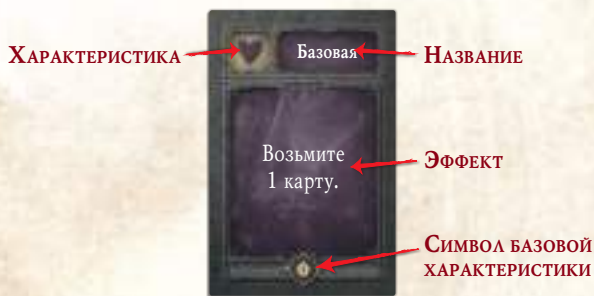 Характеристика
Базовая
Название
Возьмите
1 карту.
Эффект
Символ базовой
характеристики